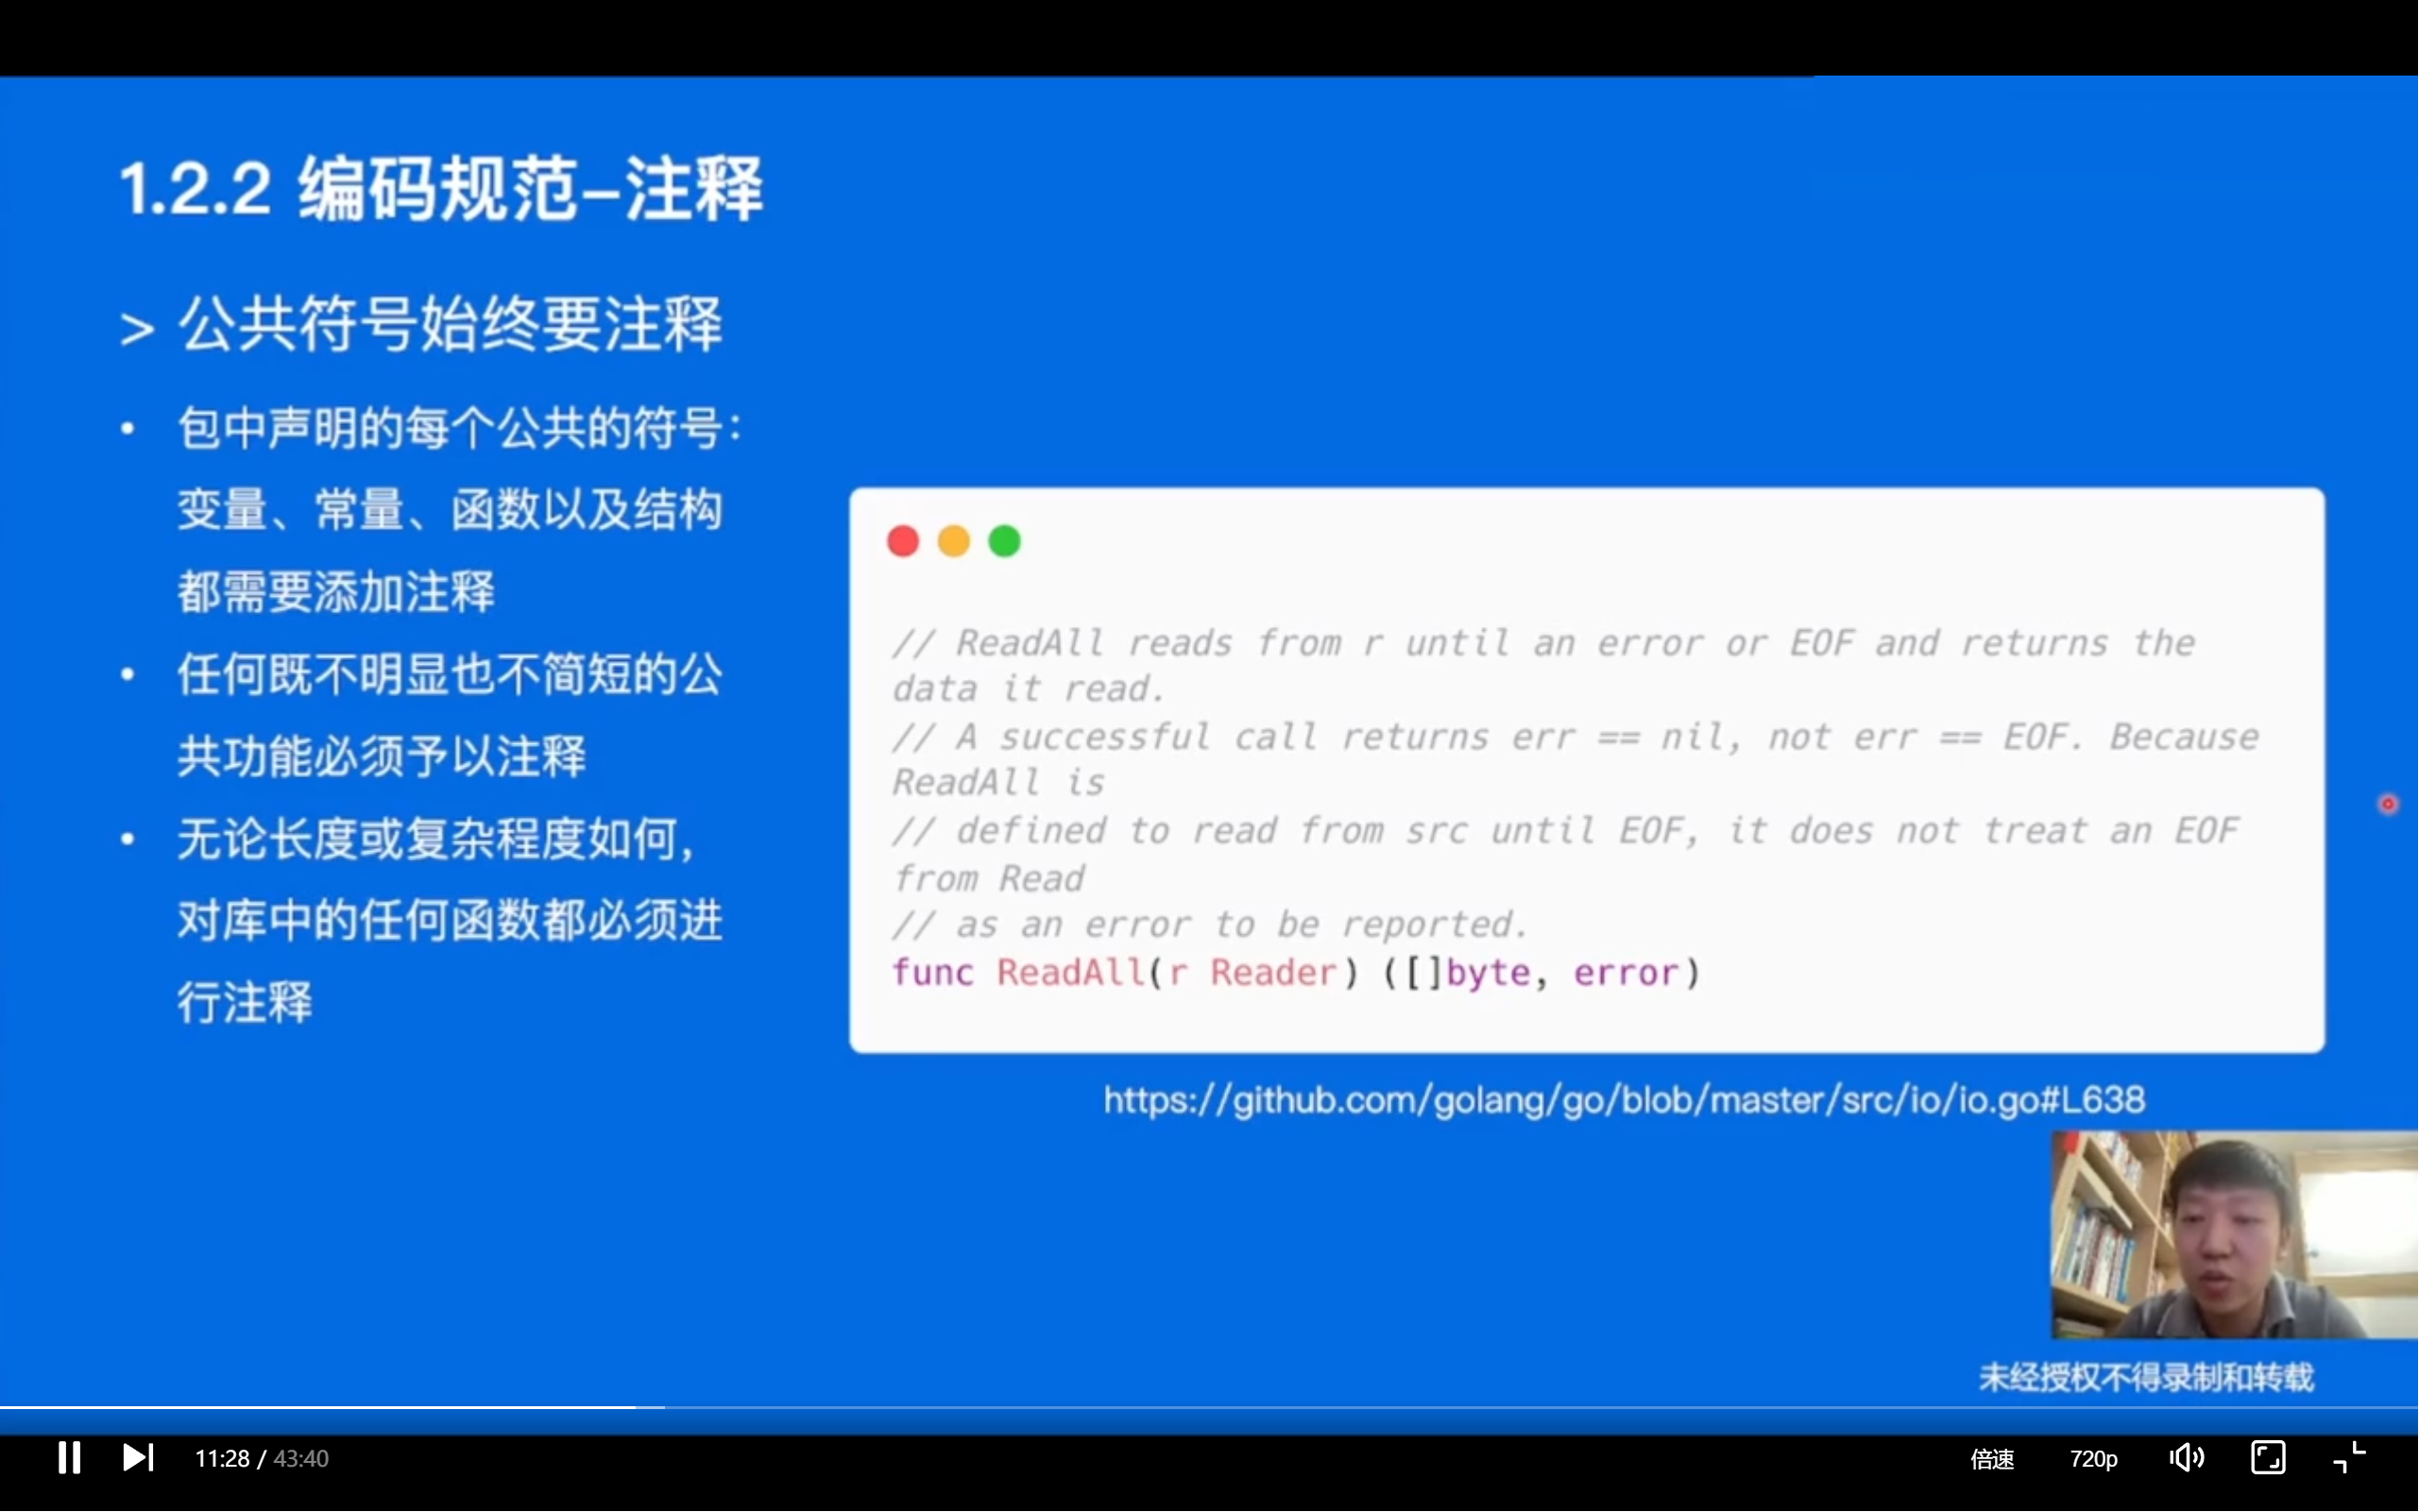 1.2.2 编码规范–注释
> 公共符号始终要注释
• 包中声明的每个公共的符号：
变量、常量、函数以及结构
都需要添加注释
• 任何既不明显也不简短的公
共功能必须予以注释
• 无论长度或复杂程度如何，
对库中的任何函数都必须进
行注释
// ReadAll reads from r until an error or EOF and returns the
data it read.
// A successful call returns err == nil, not err == EOF. Because
ReadAll is
// defined to read from src until EOF, it does not treat an EOF
from Read
// as an error to be reported.
func ReadAll(r Reader) ([]byte, error)
https://github.com/golang/go/blob/master/src/io/io.go#L638
未经授权不得录制和转载
11:28 / 43:40
倍速
720p